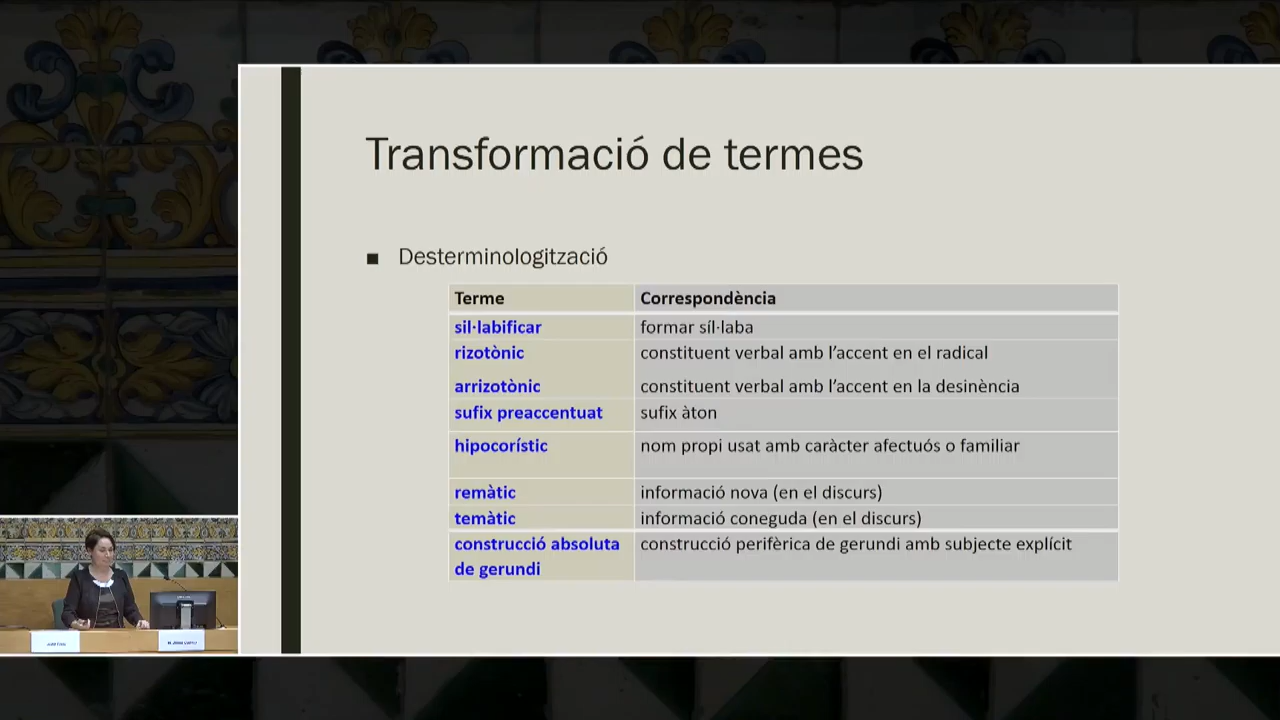 Transformació de termes
■ Desterminologització
Terme Correspondència
sil·labificar formar síl·laba
rizotònic constituent verbal amb l’accent en el radical
arrizotònic constituent verbal amb l’accent en la desinència
sufix preaccentuat sufix àton
hipocorístic nom propi usat amb caràcter afectuós o familiar
remàtic informació nova (en el discurs)
temàtic informació coneguda (en el discurs)
construcció absoluta construcció perifèrica de gerundi amb subjecte explícit
de gerundi